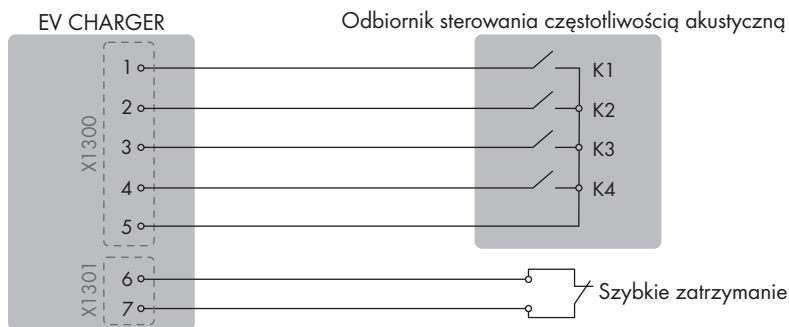 EV CHARGER
Odbiornik sterowania częstotliwością akustyczną
X1300
1
2
3
4
5
K1
K2
K3
K4
X1301
6
7
Szybkie zatrzymanie